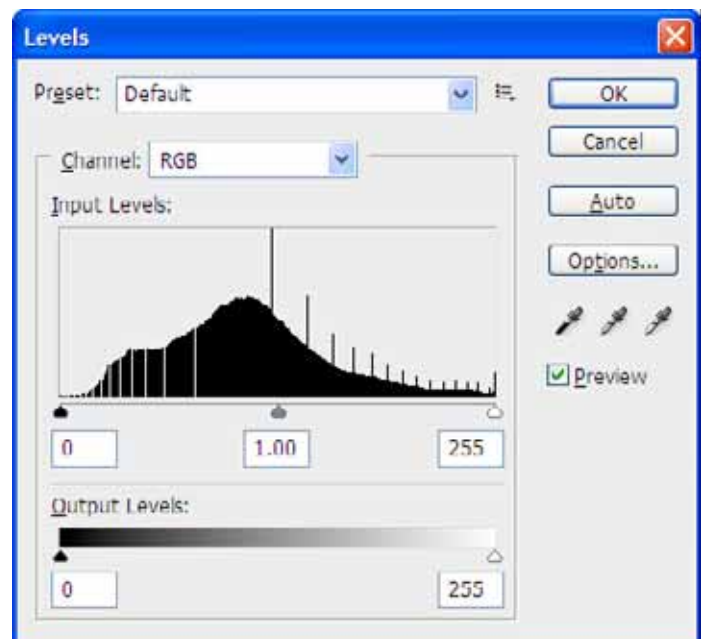 Levels
Preset: Default
OK
Cancel
Channel: RGB
Auto
Input Levels:
Options...
Preview
0 1.00 255
Output Levels:
0 255